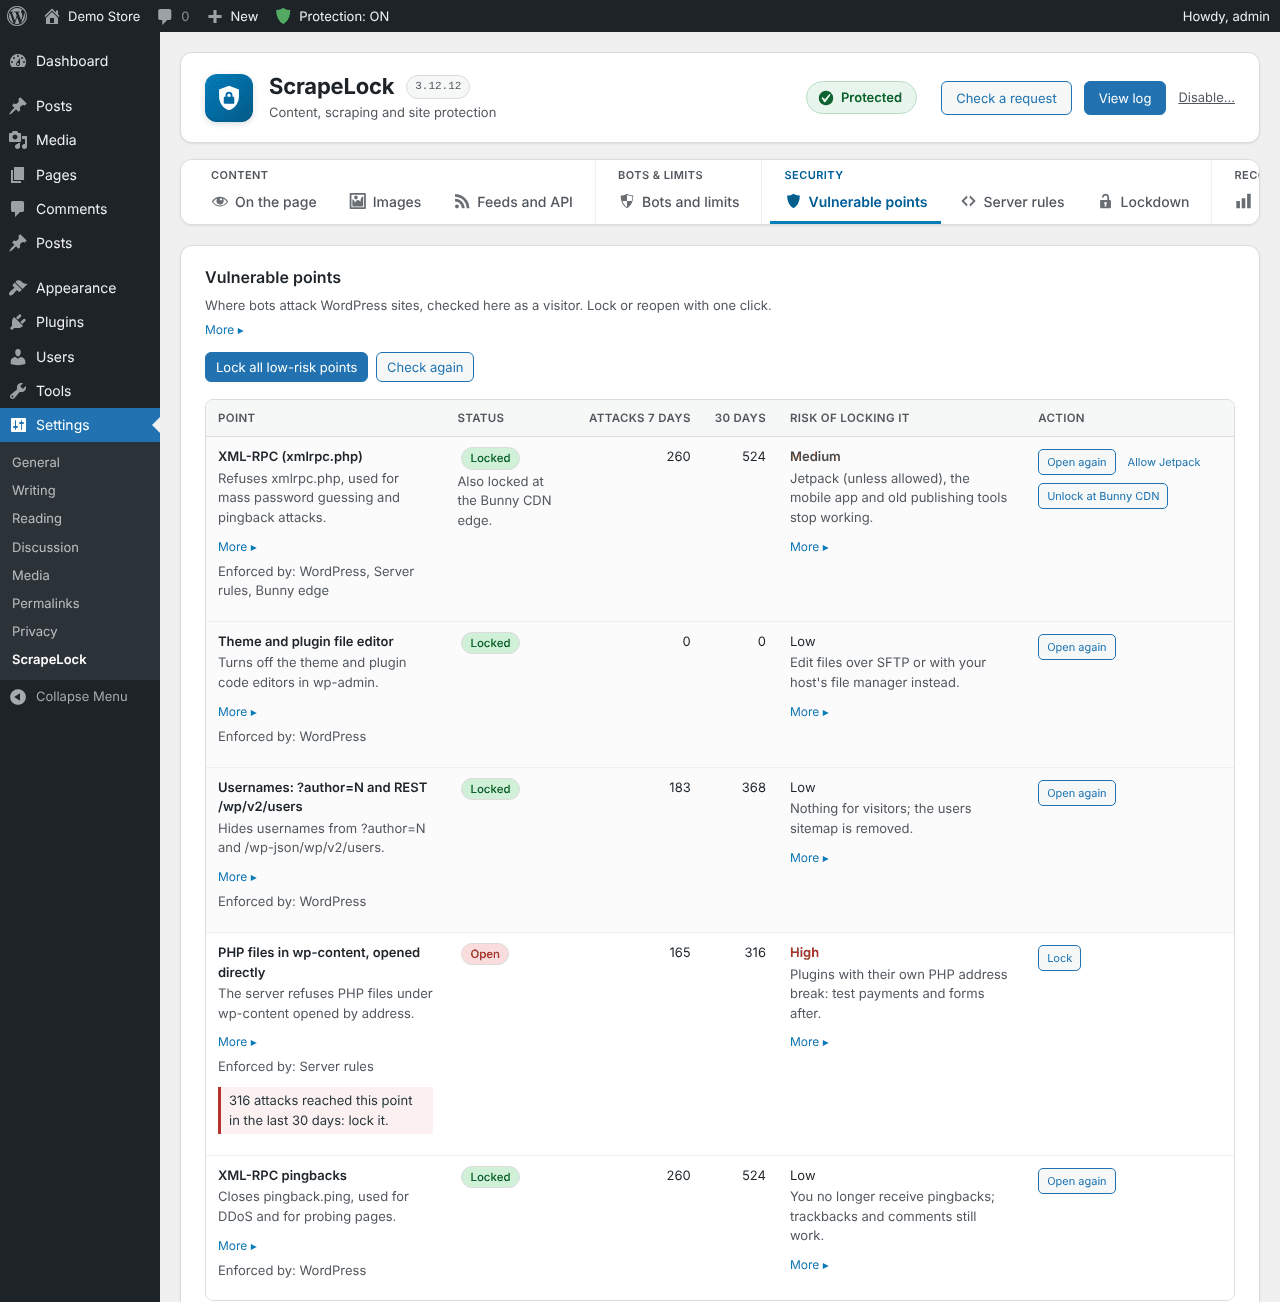 Demo Store
0
New
Protection: ON
Howdy, admin
Dashboard
Posts
Media
Pages
Comments
Posts
Appearance
Plugins
Users
Tools
Settings
General
Writing
Reading
Discussion
Media
Permalinks
Privacy
ScrapeLock
Collapse Menu
ScrapeLock
3.12.12
Content, scraping and site protection
Protected
Check a request
View log
Disable...
CONTENT
On the page
Images
Feeds and API
BOTS & LIMITS
Bots and limits
SECURITY
Vulnerable points
Server rules
Lockdown
Vulnerable points
Where bots attack WordPress sites, checked here as a visitor. Lock or reopen with one click.
More ▸
Lock all low-risk points
Check again
POINT
STATUS
ATTACKS 7 DAYS
30 DAYS
RISK OF LOCKING IT
ACTION
XML-RPC (xmlrpc.php)
Refuses xmlrpc.php, used for
mass password guessing and
pingback attacks.
More ▸
Enforced by: WordPress, Server
rules, Bunny edge
Locked
Also locked at
the Bunny CDN
edge.
260
524
Medium
Jetpack (unless allowed), the
mobile app and old publishing tools
stop working.
More ▸
Open again
Allow Jetpack
Unlock at Bunny CDN
Theme and plugin file editor
Turns off the theme and plugin
code editors in wp-admin.
More ▸
Enforced by: WordPress
Locked
0
0
Low
Edit files over SFTP or with your
host's file manager instead.
More ▸
Open again
Usernames: ?author=N and REST
/wp/v2/users
Hides usernames from ?author=N
and /wp-json/wp/v2/users.
More ▸
Enforced by: WordPress
Locked
183
368
Low
Nothing for visitors; the users
sitemap is removed.
More ▸
Open again
PHP files in wp-content, opened
directly
The server refuses PHP files under
wp-content opened by address.
More ▸
Enforced by: Server rules
316 attacks reached this point
in the last 30 days: lock it.
Open
165
316
High
Plugins with their own PHP address
break: test payments and forms
after.
More ▸
Lock
XML-RPC pingbacks
Closes pingback.ping, used for
DDoS and for probing pages.
More ▸
Enforced by: WordPress
Locked
260
524
Low
You no longer receive pingbacks;
trackbacks and comments still
work.
More ▸
Open again